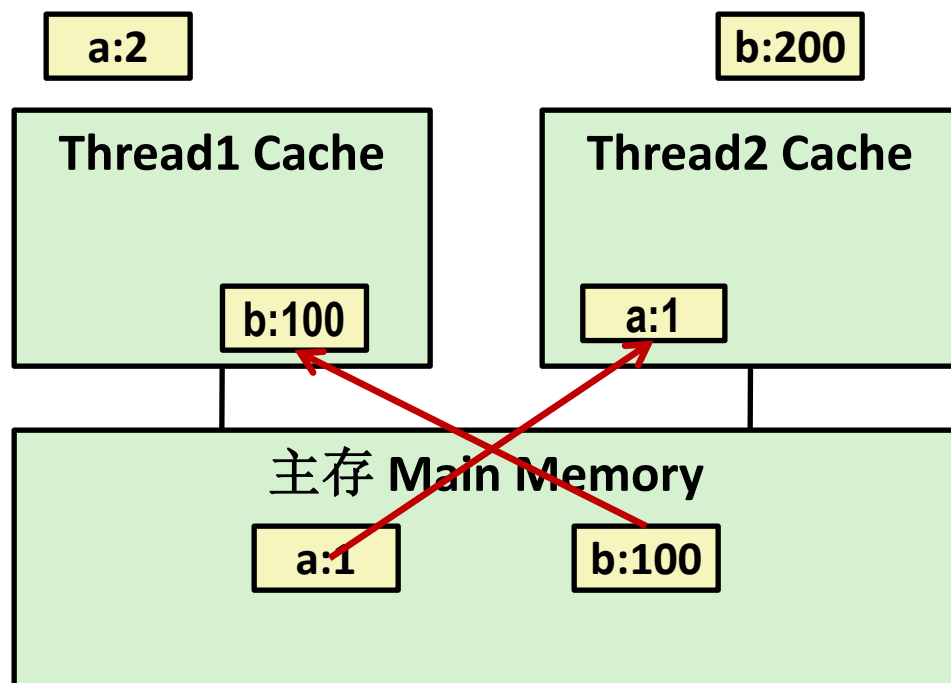 a:2
b:200
Thread1 Cache
Thread2 Cache
b:100
a:1
主存 Main Memory
a:1
b:100